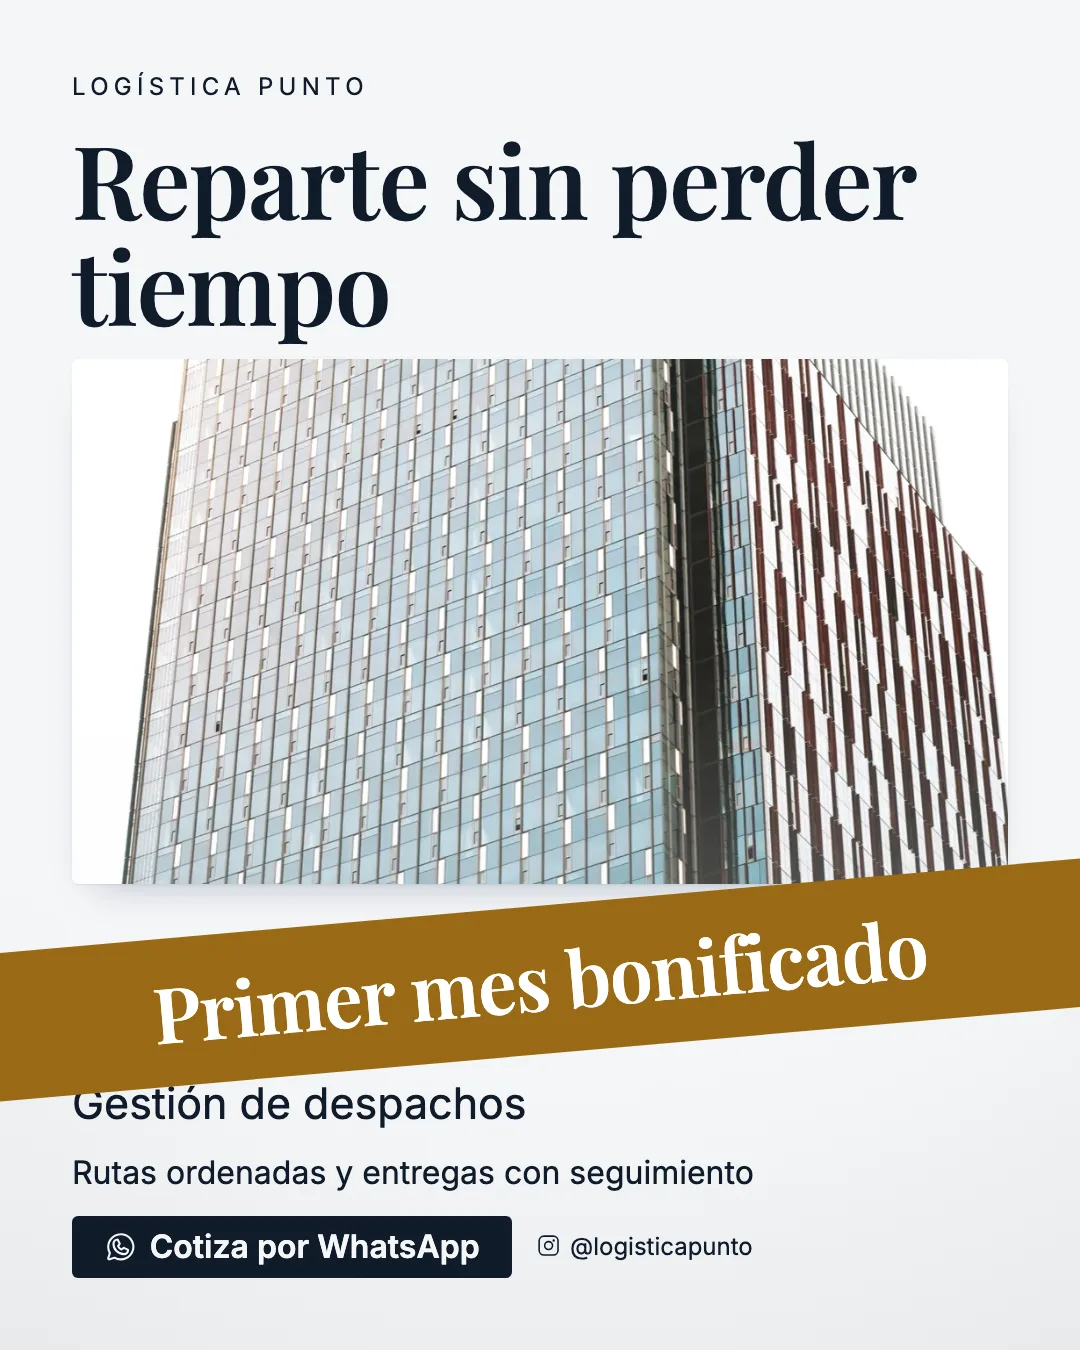 LOGÍSTICA PUNTO
Reparte sin perder
tiempo
Primer mes bonificado
Gestión de despachos
Rutas ordenadas y entregas con seguimiento
Cotiza por WhatsApp
@logisticapunto